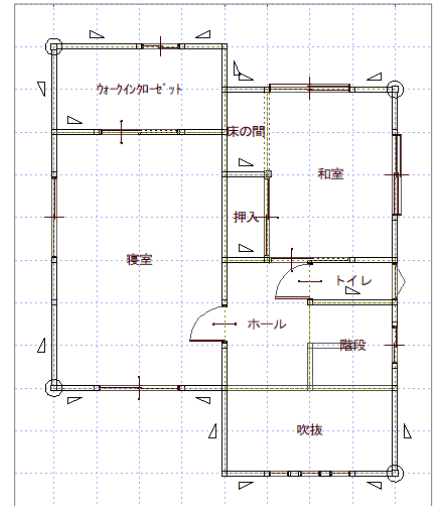 ウォークインクローゼット
床の間
和室
押入
寝室
トイレ
ホール
階段
吹抜